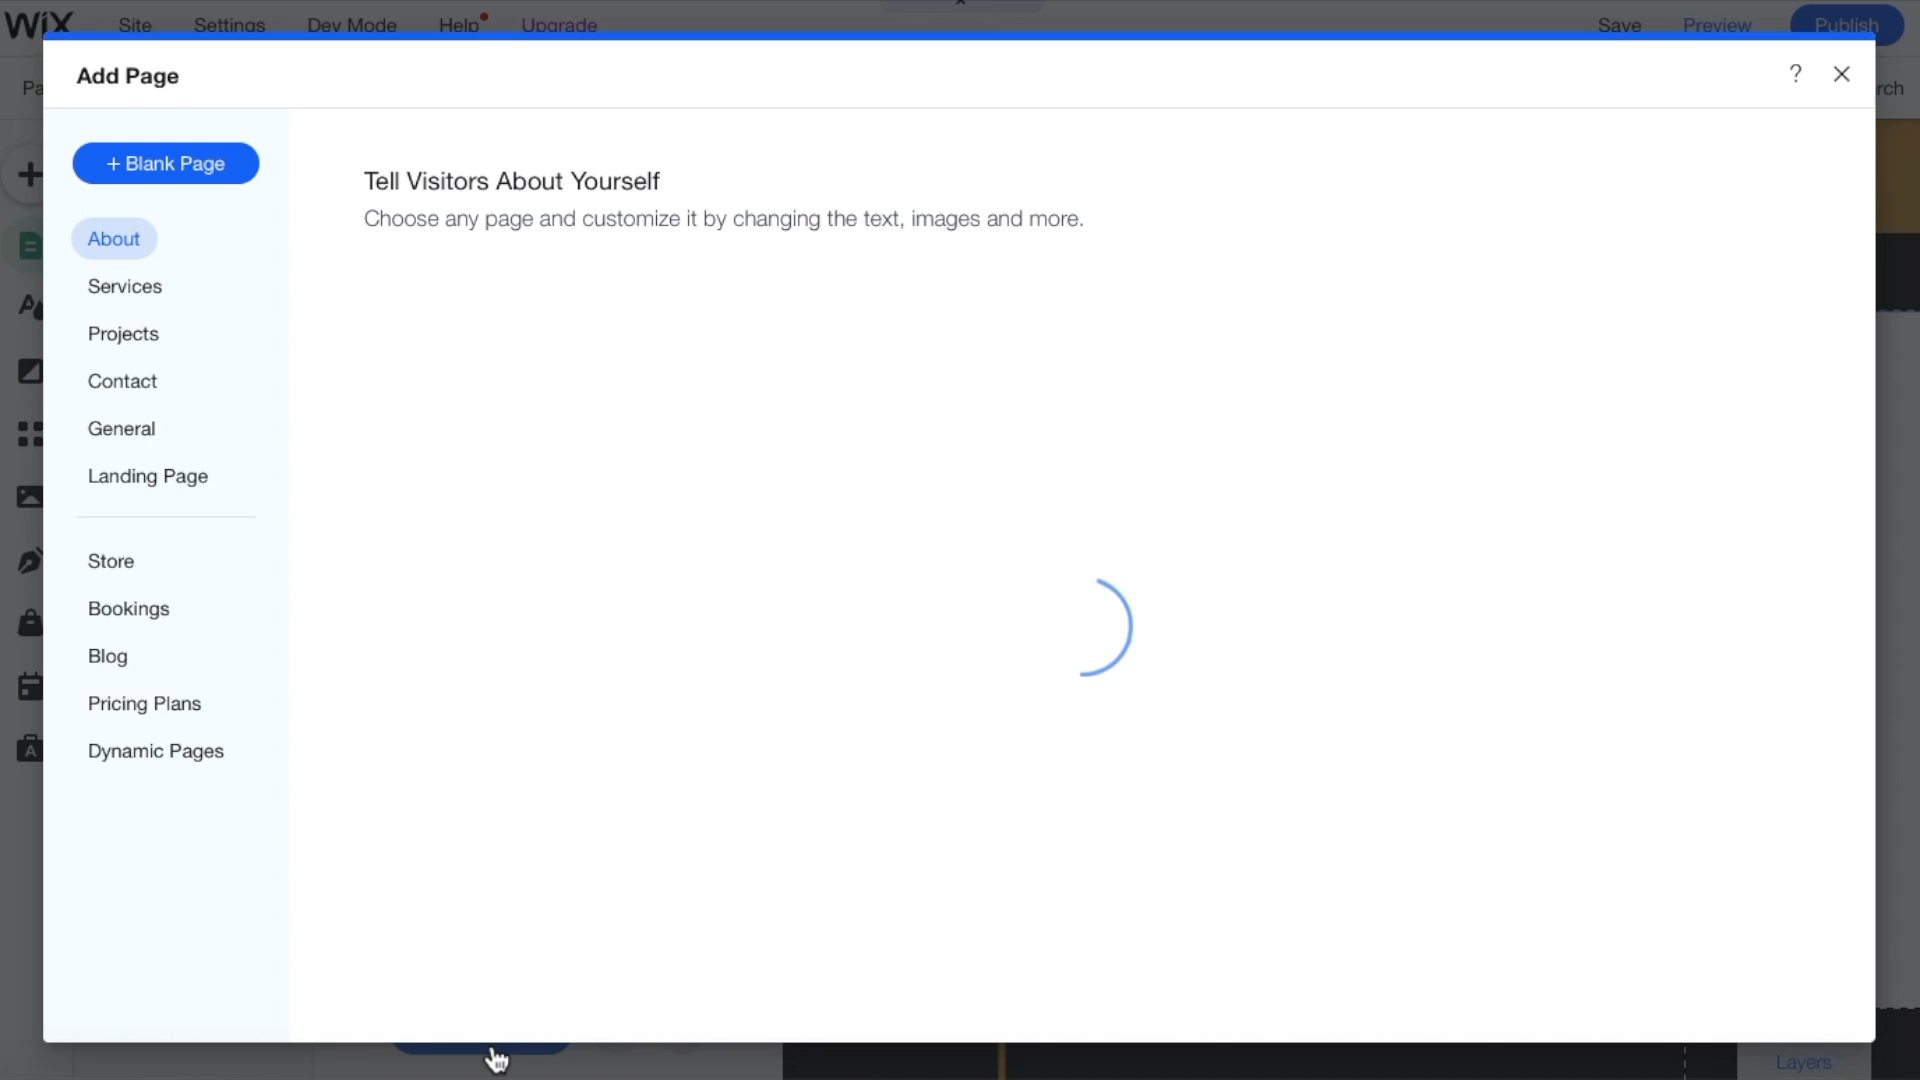 WiX Site Settings Dev Mode Help Upgrade Save Preview Publish
Add Page ?
+ Blank Page
Tell Visitors About Yourself
Choose any page and customize it by changing the text, images and more.
About
Services
Projects
Contact
General
Landing Page
Store
Bookings
Blog
Pricing Plans
Dynamic Pages
A
Layers